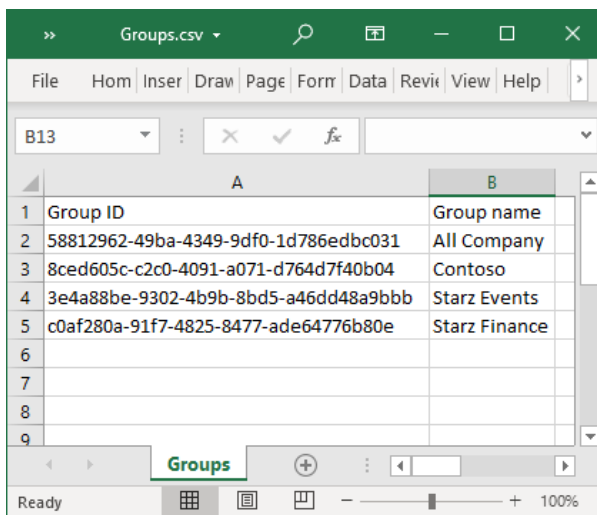 » Groups.csv
File Hom Inser Draw Page Form Data Revie View Help
B13 fx
A B
1 Group ID Group name
2 58812962-49ba-4349-9df0-1d786edbc031 All Company
3 8ced605c-c2c0-4091-a071-d764d7f40b04 Contoso
4 3e4a88be-9302-4b9b-8bd5-a46dd48a9bbb Starz Events
5 c0af280a-91f7-4825-8477-ade64776b80e Starz Finance
6
7
8
9
Groups
Ready 100%